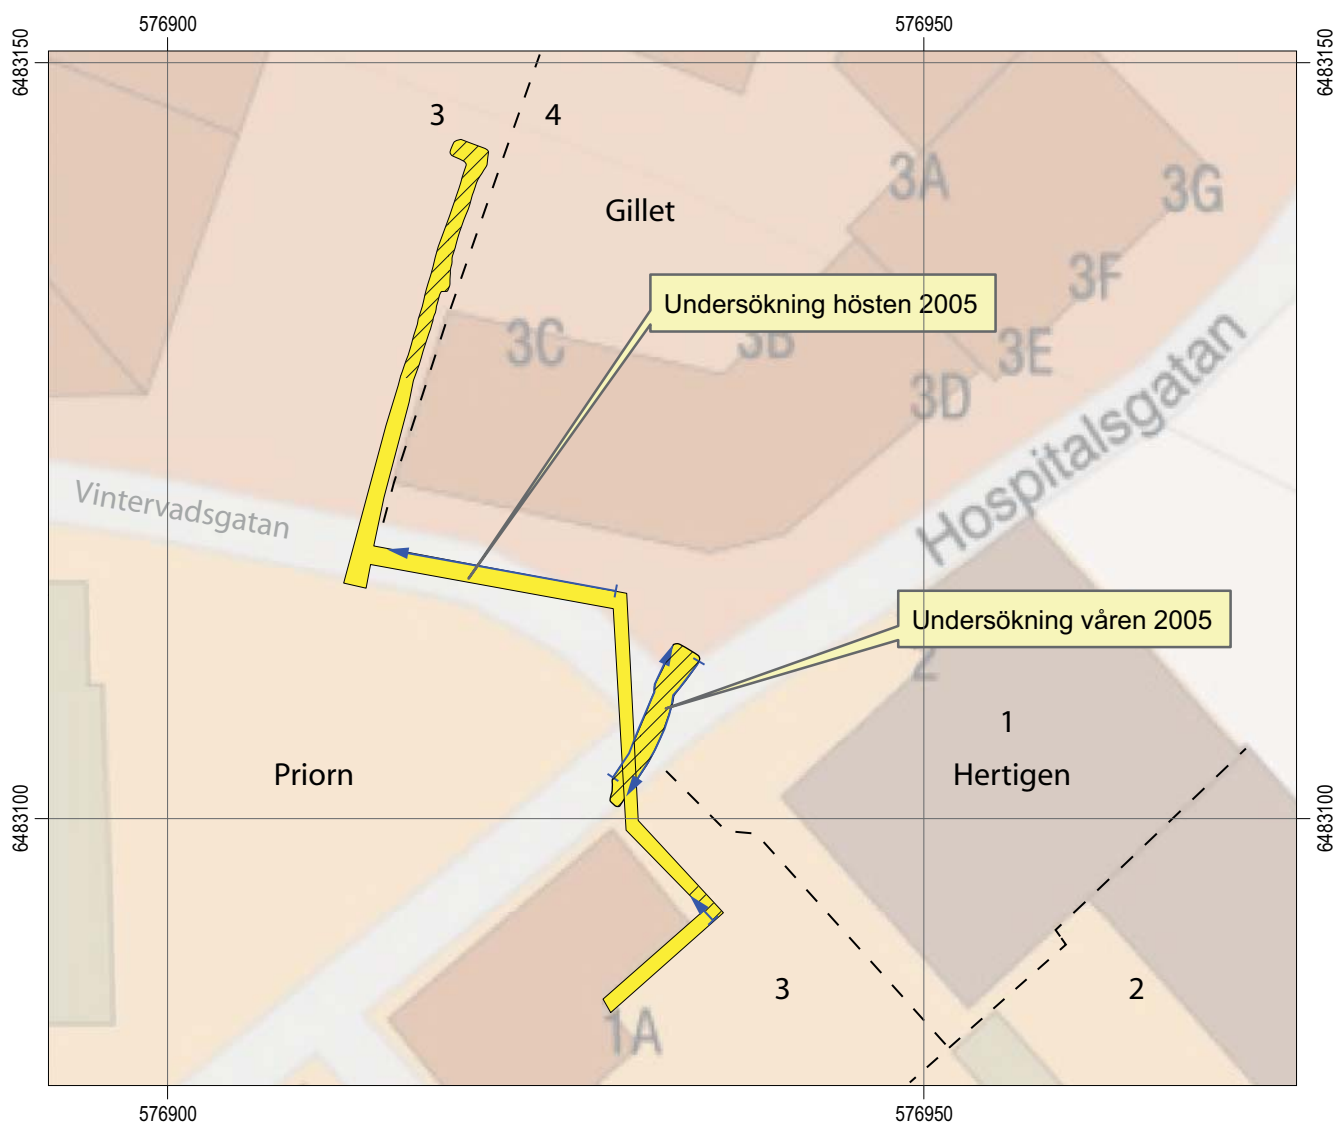 576900
576950
6483150
6483150
3
4
3A
3G
Gillet
3F
Undersökning hösten 2005
3C
3B
3E
3D
Hospitalsgatan
Vintervadsgatan
Undersökning våren 2005
2
1
Priorn
Hertigen
6483100
6483100
3
2
1A
576900
576950